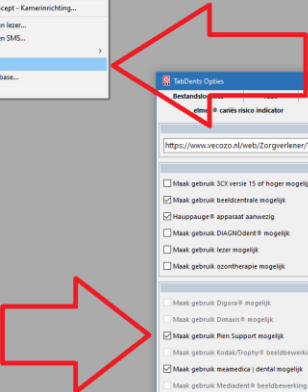 cept - Kamerinrichting...
n lezer...
n SMS...
base...
TabDents Opties
Bestandslo
elmex® cariës risico indicator
https://www.vecozo.nl/web/Zorgverlener/
Maak gebruik 3CX versie 15 of hoger mogelij
Maak gebruik beeldcentrale mogelijk
Hauppauge® apparaat aanwezig
Maak gebruik DIAGNOdent® mogelijk
Maak gebruik lezer mogelijk
Maak gebruik ozontherapie mogelijk
Maak gebruik Digora® mogelijk
Maak gebruik Dimaxis® mogelijk
Maak gebruik Pien Support mogelijk
Maak gebruik Kodak/Trophy® beeldbewerki
Maak gebruik meamedica | dental mogelijk
Maak gebruik Mediadent® beeldbewerking